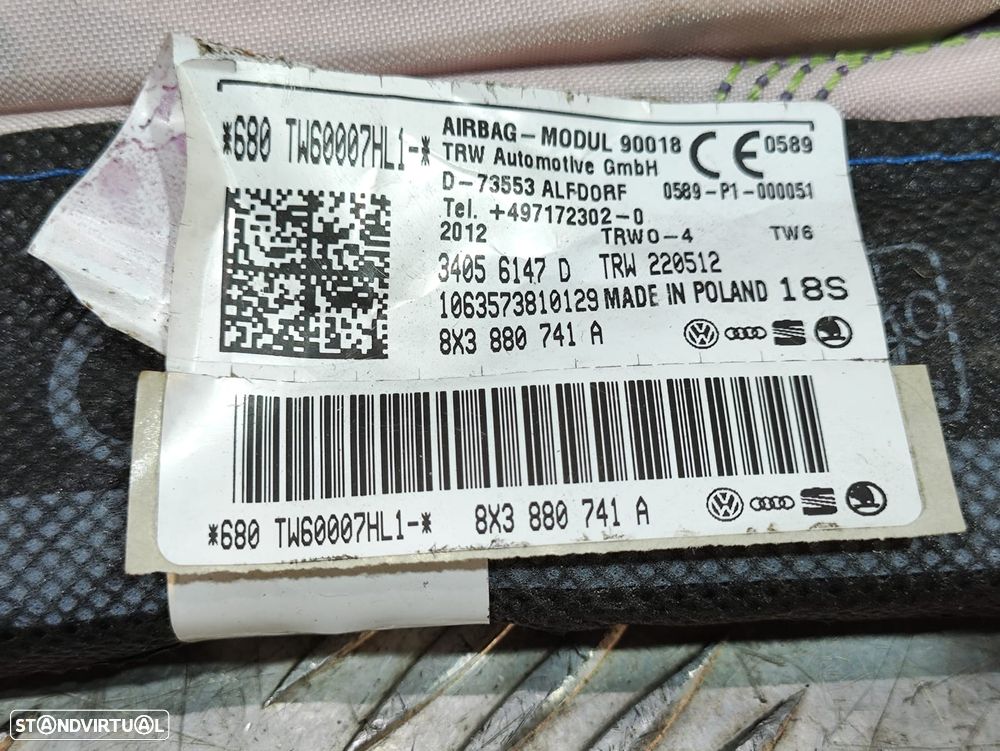 *680 TW60007HL1-*
AIRBAG-MODUL 90018 CE 0589
TRW Automotive GmbH
D-73553 ALFDORF 0589-P1-000051
Tel. +497172302-0
2012 TRWO-4 TW6
3405 6147 D TRW 220512
1063573810129 MADE IN POLAND 18S
8X3 880 741 A
*680 TW60007HL1-* 8X3 880 741 A
STANDVIRTUAL